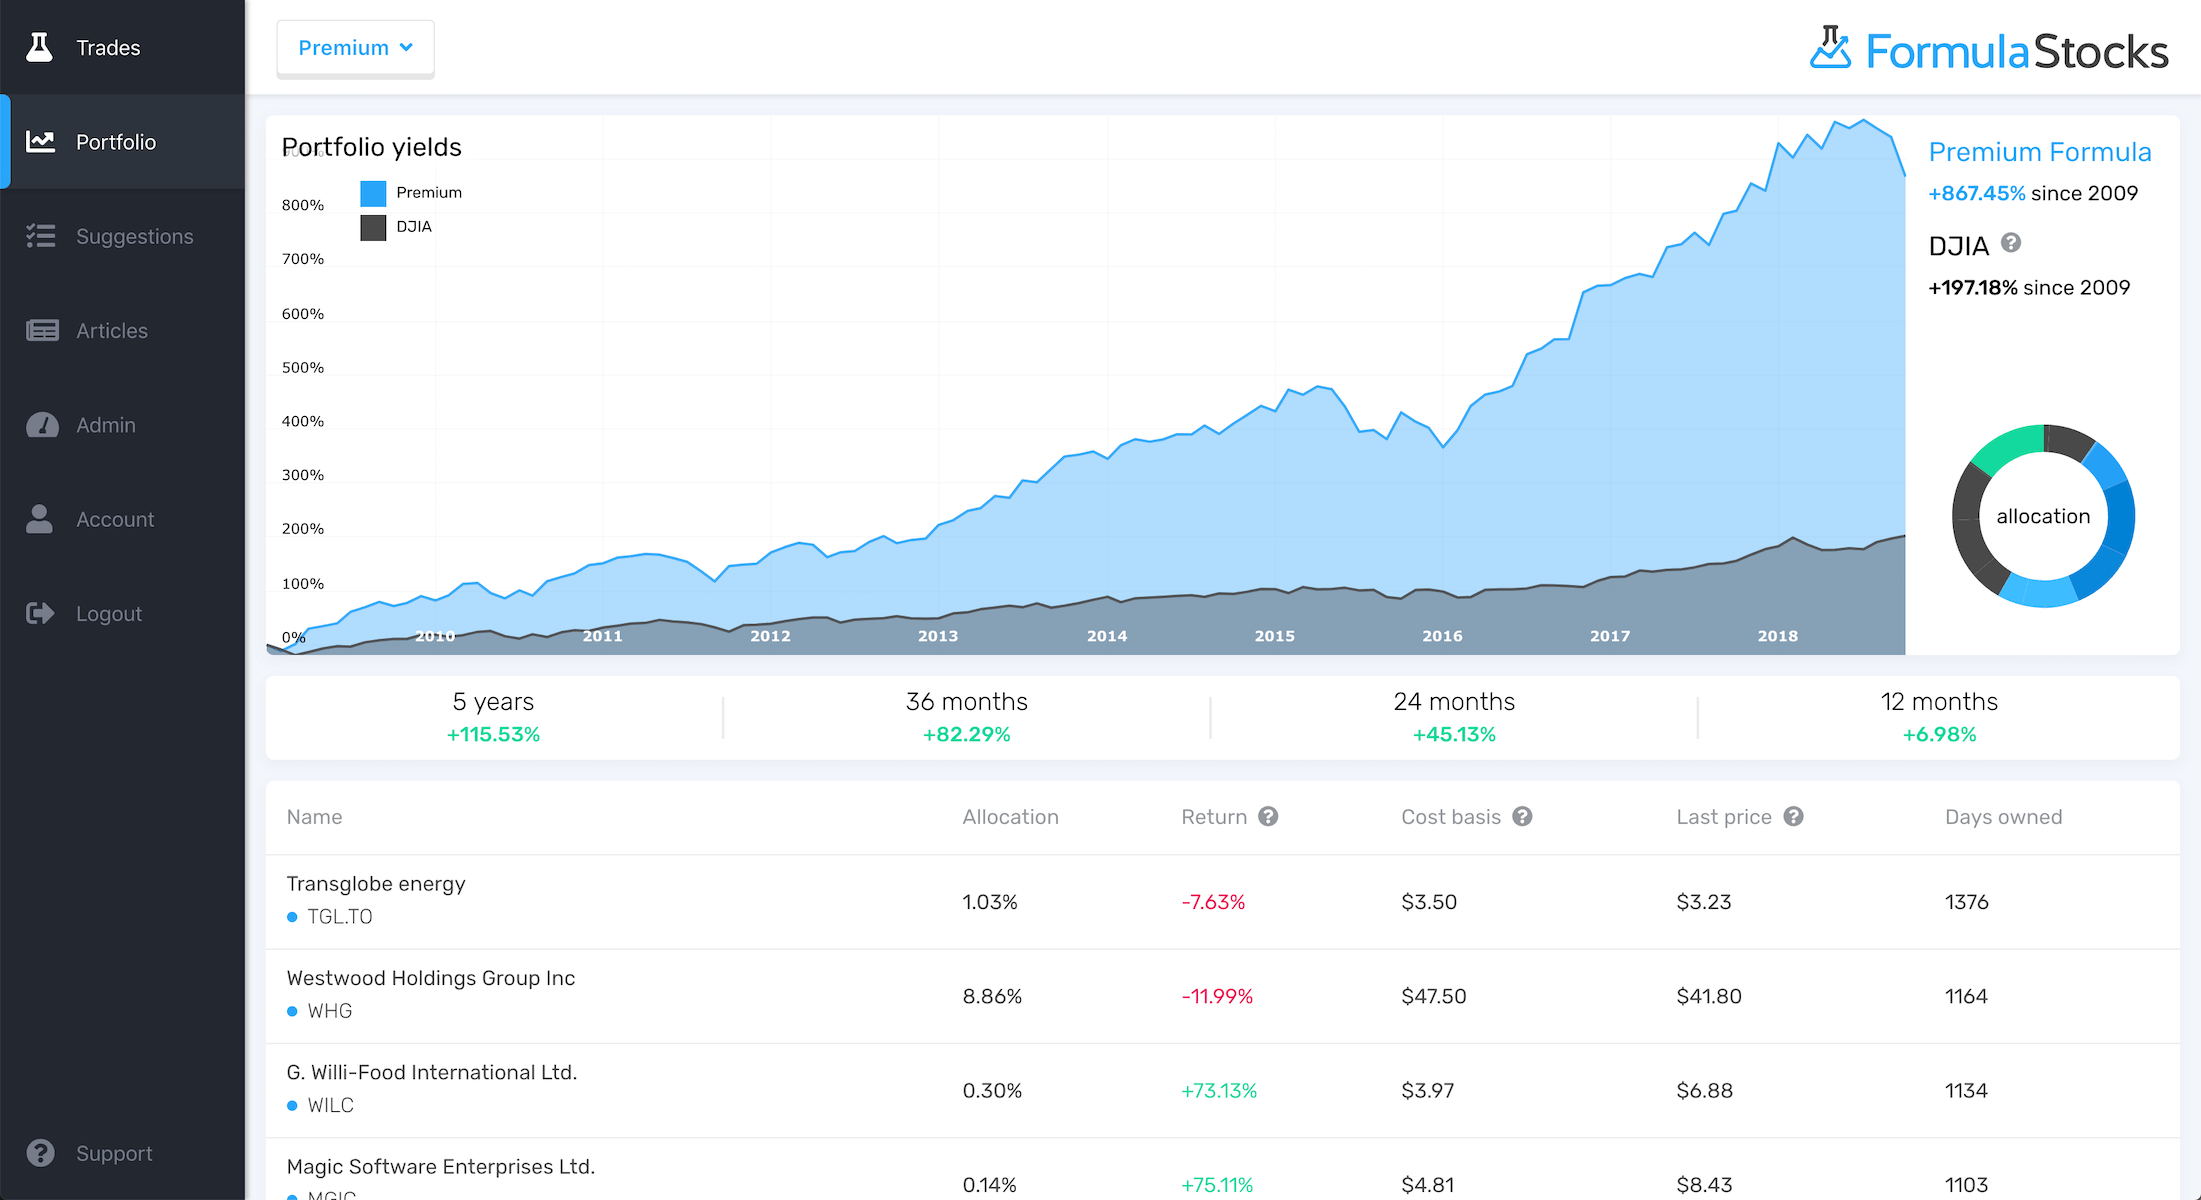 Trades
Portfolio
Suggestions
Articles
Admin
Account
Logout
Support
Premium
FormulaStocks
Portfolio yields
Premium
DJIA
800%
700%
600%
500%
400%
300%
200%
100%
0%
2010 2011 2012 2013 2014 2015 2016 2017 2018
Premium Formula
+867.45% since 2009
DJIA ?
+197.18% since 2009
allocation
5 years 36 months 24 months 12 months
+115.53% +82.29% +45.13% +6.98%
Name Allocation Return ? Cost basis ? Last price ? Days owned
Transglobe energy
TGL.TO
1.03% -7.63% $3.50 $3.23 1376
Westwood Holdings Group Inc
WHG
8.86% -11.99% $47.50 $41.80 1164
G. Willi-Food International Ltd.
WILC
0.30% +73.13% $3.97 $6.88 1134
Magic Software Enterprises Ltd.
MGIC
0.14% +75.11% $4.81 $8.43 1103